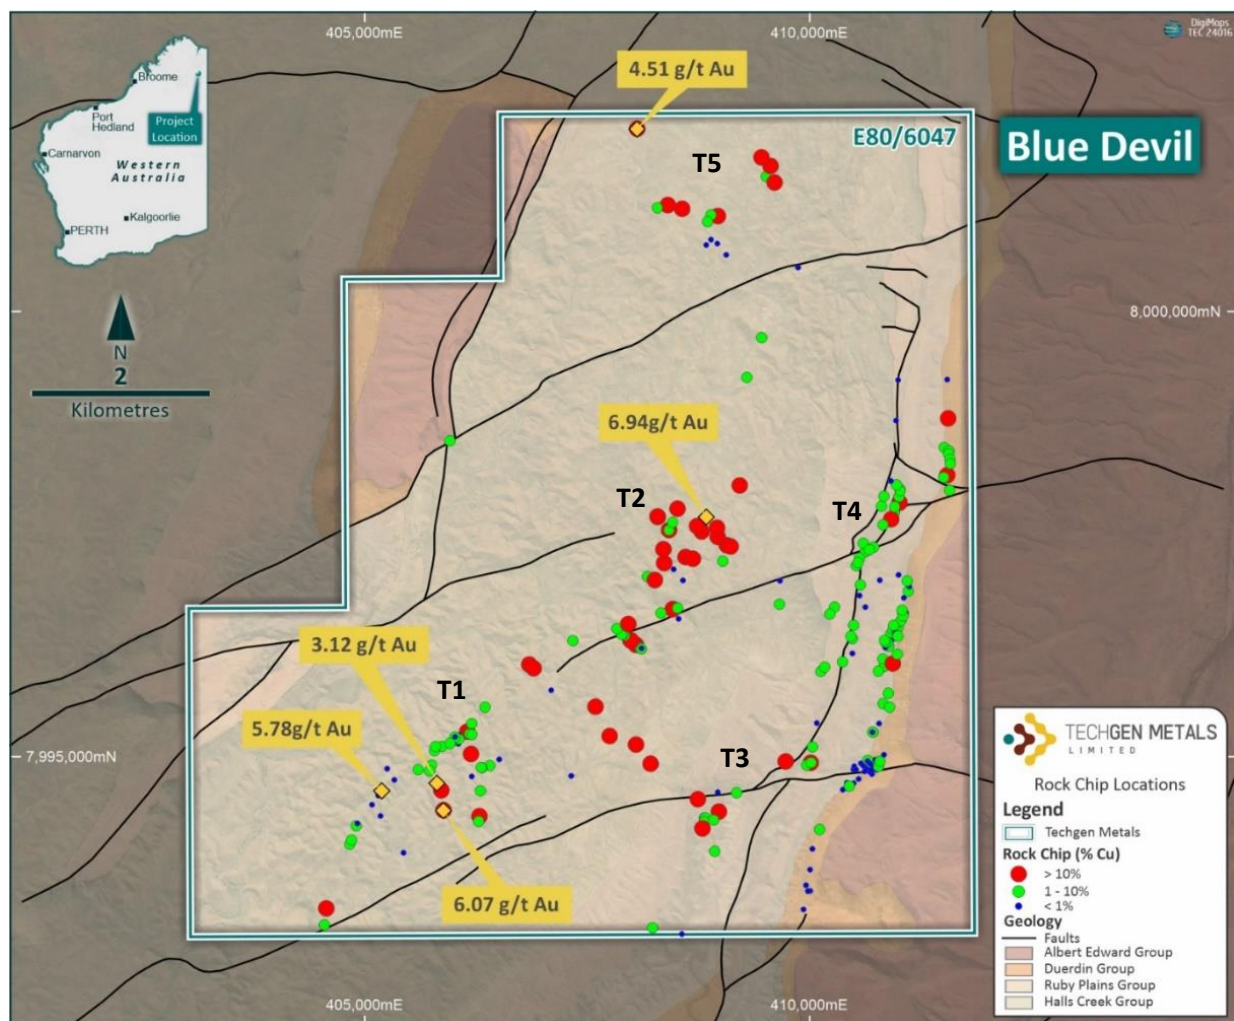 405,000mE
410,000mE
DigiMaps
TEC 24016
4.51 g/t Au
E80/6047
Blue Devil
Broome
Port
Hedland
Project
Location
Carnarvon
Western
Australia
Kalgoorlie
PERTH
T5
N
2
Kilometres
8,000,000mN
6.94g/t Au
T2
T4
3.12 g/t Au
T1
5.78g/t Au
7,995,000mN
T3
6.07 g/t Au
TECHGEN METALS
LIMITED
Rock Chip Locations
Legend
Techgen Metals
Rock Chip (% Cu)
> 10%
1 - 10%
< 1%
Geology
Faults
Albert Edward Group
Duerdin Group
Ruby Plains Group
Halls Creek Group
405,000mE
410,000mE